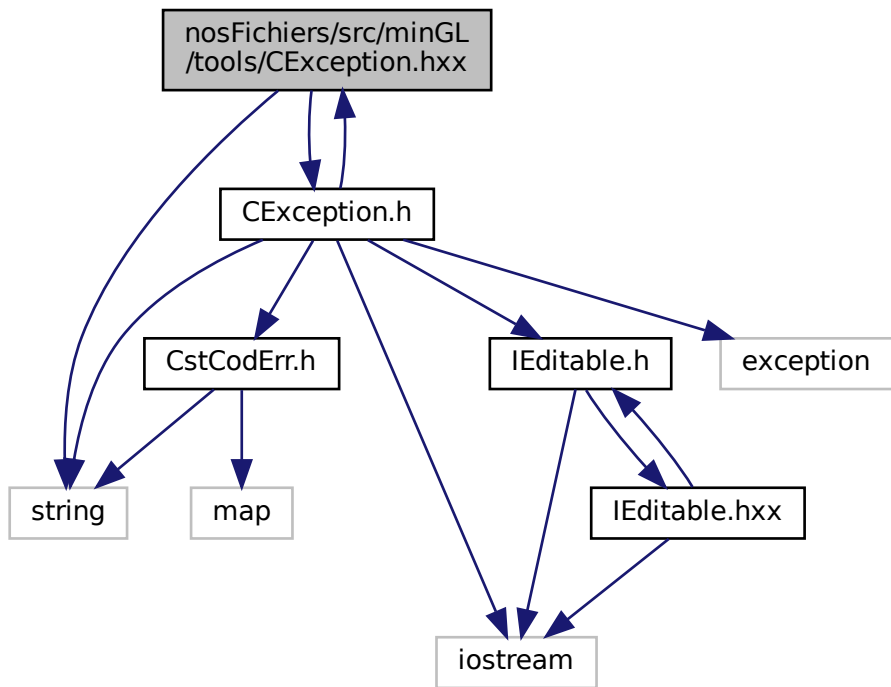 nosFichiers/src/minGL
/tools/CException.hxx
CException.h
CstCodErr.h
IEditable.h
exception
string
map
IEditable.hxx
iostream